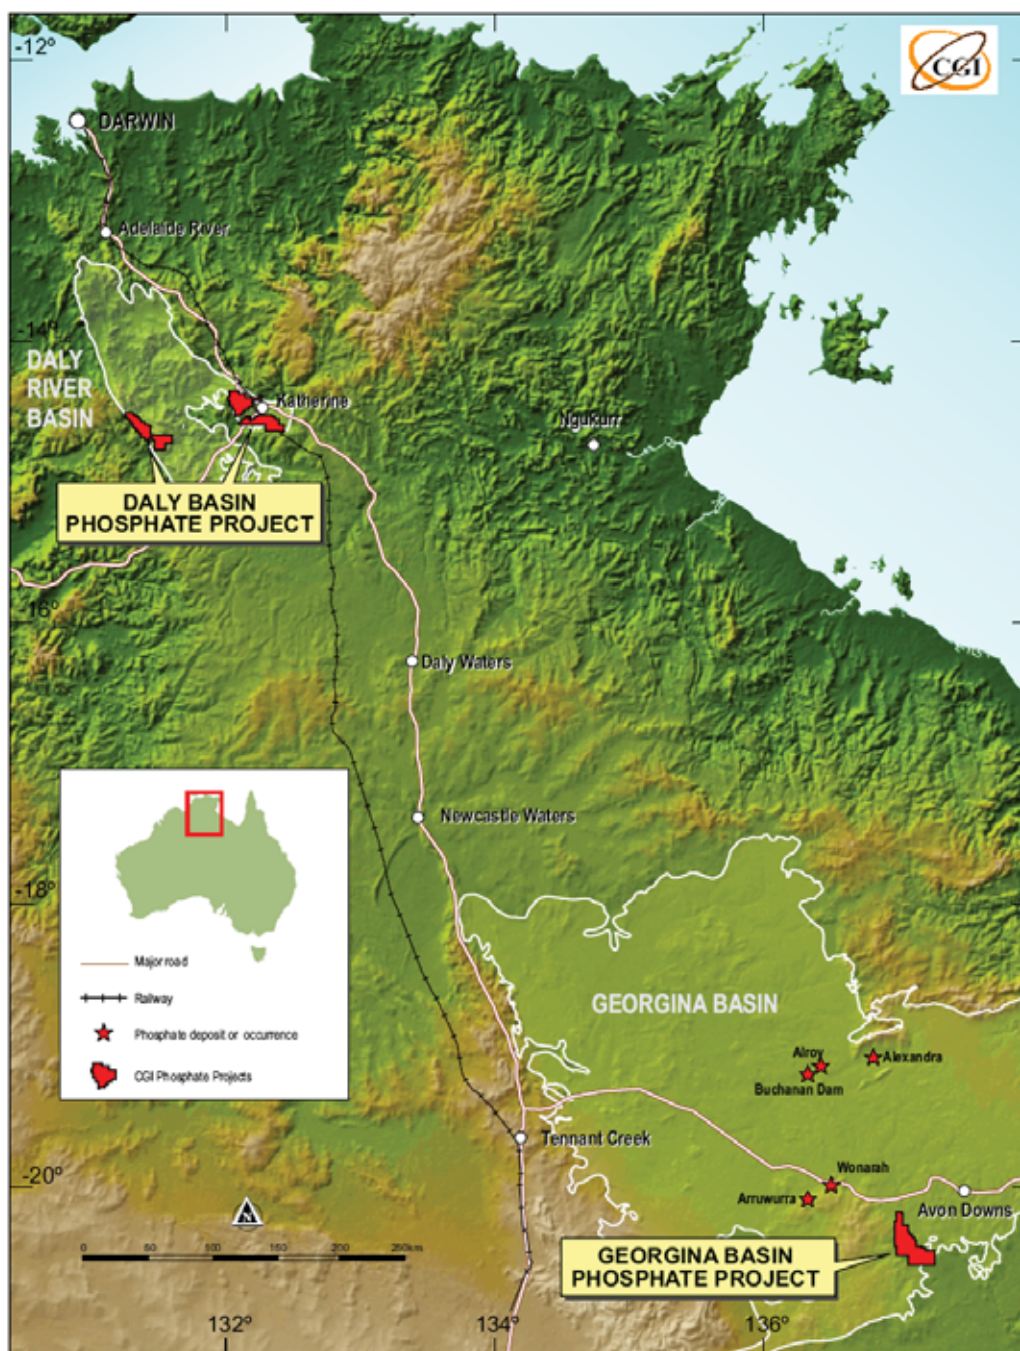 -12°
CGI
DARWIN
Adelaide River
-14°
DALY
RIVER
BASIN
Katherine
Ngukurr
DALY BASIN
PHOSPHATE PROJECT
-16°
Daly Waters
Newcastle Waters
-18°
Major road
Railway
Phosphate deposit or occurrence
CGI Phosphate Projects
GEORGINA BASIN
Alroy
Alexandra
Buchanan Dam
Tennant Creek
Wonarah
-20°
Arruwurra
Avon Downs
N
0 50 100 150 200 250km
GEORGINA BASIN
PHOSPHATE PROJECT
132° 134° 136°